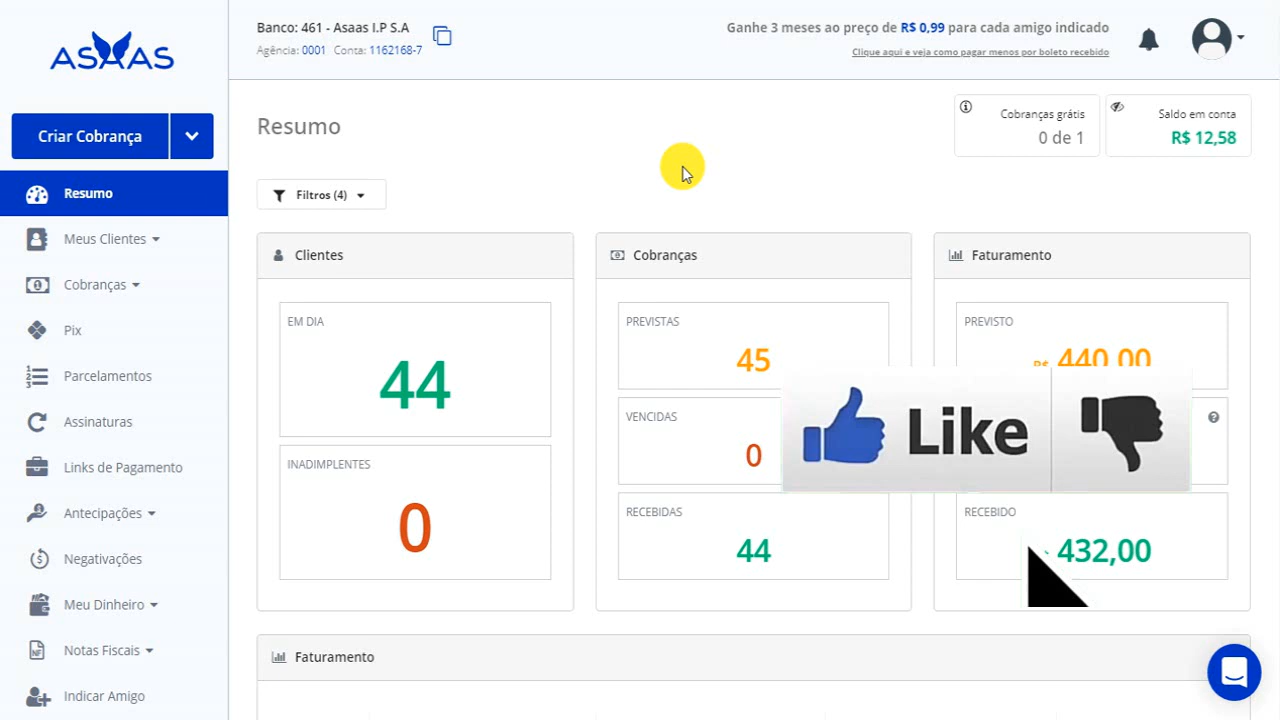 ASAAS
Criar Cobrança
Resumo
Meus Clientes
Cobranças
Pix
Parcelamentos
Assinaturas
Links de Pagamento
Antecipações
Negativações
Meu Dinheiro
Notas Fiscais
Indicar Amigo
Banco: 461 - Asaas I.P S.A
Agência: 0001 Conta: 1162168-7
Ganhe 3 meses ao preço de R$ 0,99 para cada amigo indicado
Clique aqui e veja como pagar menos por boleto recebido
Resumo
Cobranças grátis
0 de 1
Saldo em conta
R$ 12,58
Filtros (4)
Clientes
EM DIA
44
INADIMPLENTES
0
Cobranças
PREVISTAS
45
VENCIDAS
0
RECEBIDAS
44
Faturamento
PREVISTO
R$ 440,00
Like
RECEBIDO
432,00
Faturamento